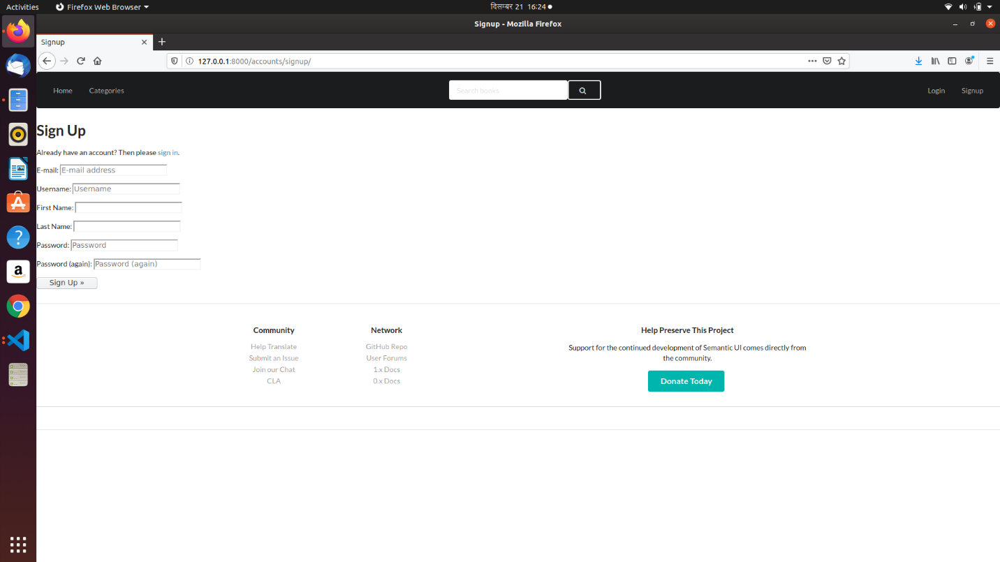 Activities Firefox Web Browser दिसम्बर 21 16:24
Signup - Mozilla Firefox
Signup
127.0.0.1:8000/accounts/signup/
Home Categories Search books Login Signup
Sign Up
Already have an account? Then please sign in.
E-mail: E-mail address
Username: Username
First Name:
Last Name:
Password: Password
Password (again): Password (again)
Sign Up »
Community
Help Translate
Submit an Issue
Join our Chat
CLA
Network
GitHub Repo
User Forums
1.x Docs
0.x Docs
Help Preserve This Project
Support for the continued development of Semantic UI comes directly from
the community.
Donate Today